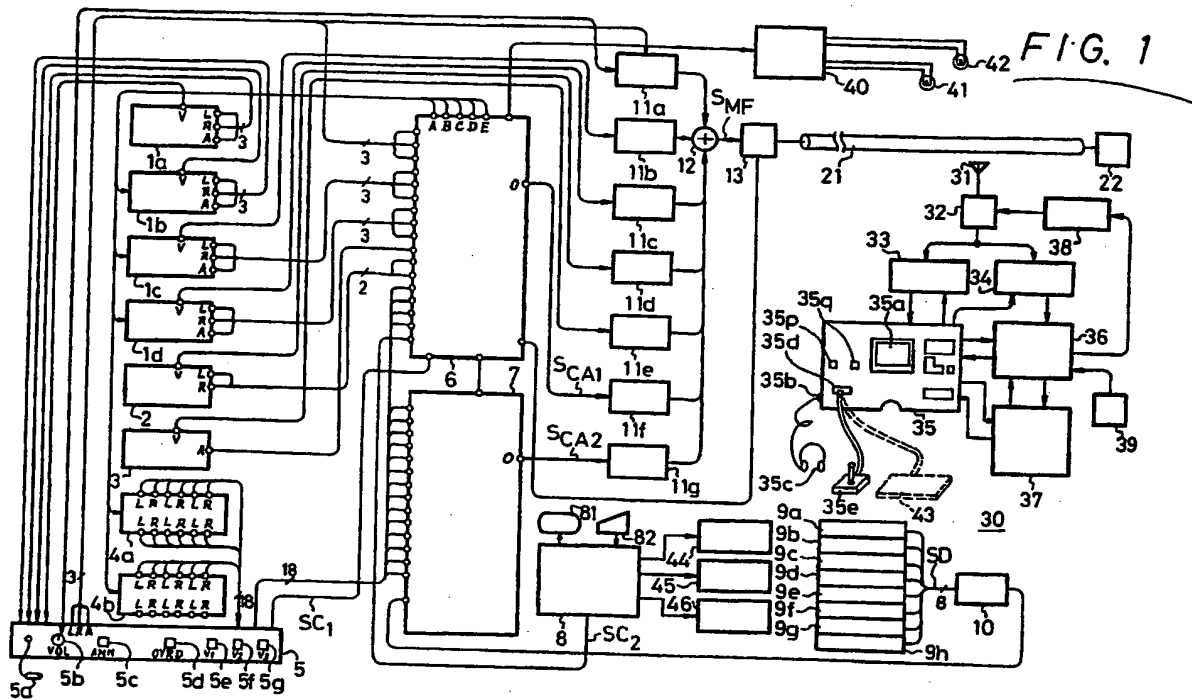 FIG. 1
42
41
40
11a
SMF
12
13
21
22
31
32
38
33
34
35a
35q
35p
35d
35b
35c
35e
35
36
37
39
43
30
V L R A 3
1a
V L R A 3
1b
V L R A
1c
V L R A
1d
V L R
2
V A
3
A B C D E
3
3
3
2
O
6
7
O
11b
11c
11d
11e
SCA1
11f
SCA2
11g
L R L R L R
L R L R L R
4a
L R L R L R
L R L R L R
4b
3
18
18
SC1
V L R A
VOL
ANN
OVRD
V1
V2
V3
5
5a
5b
5c
5d
5e
5f
5g
81
82
8
SC2
44
45
46
9a
9b
9c
9d
9e
9f
9g
9h
SD
8
10